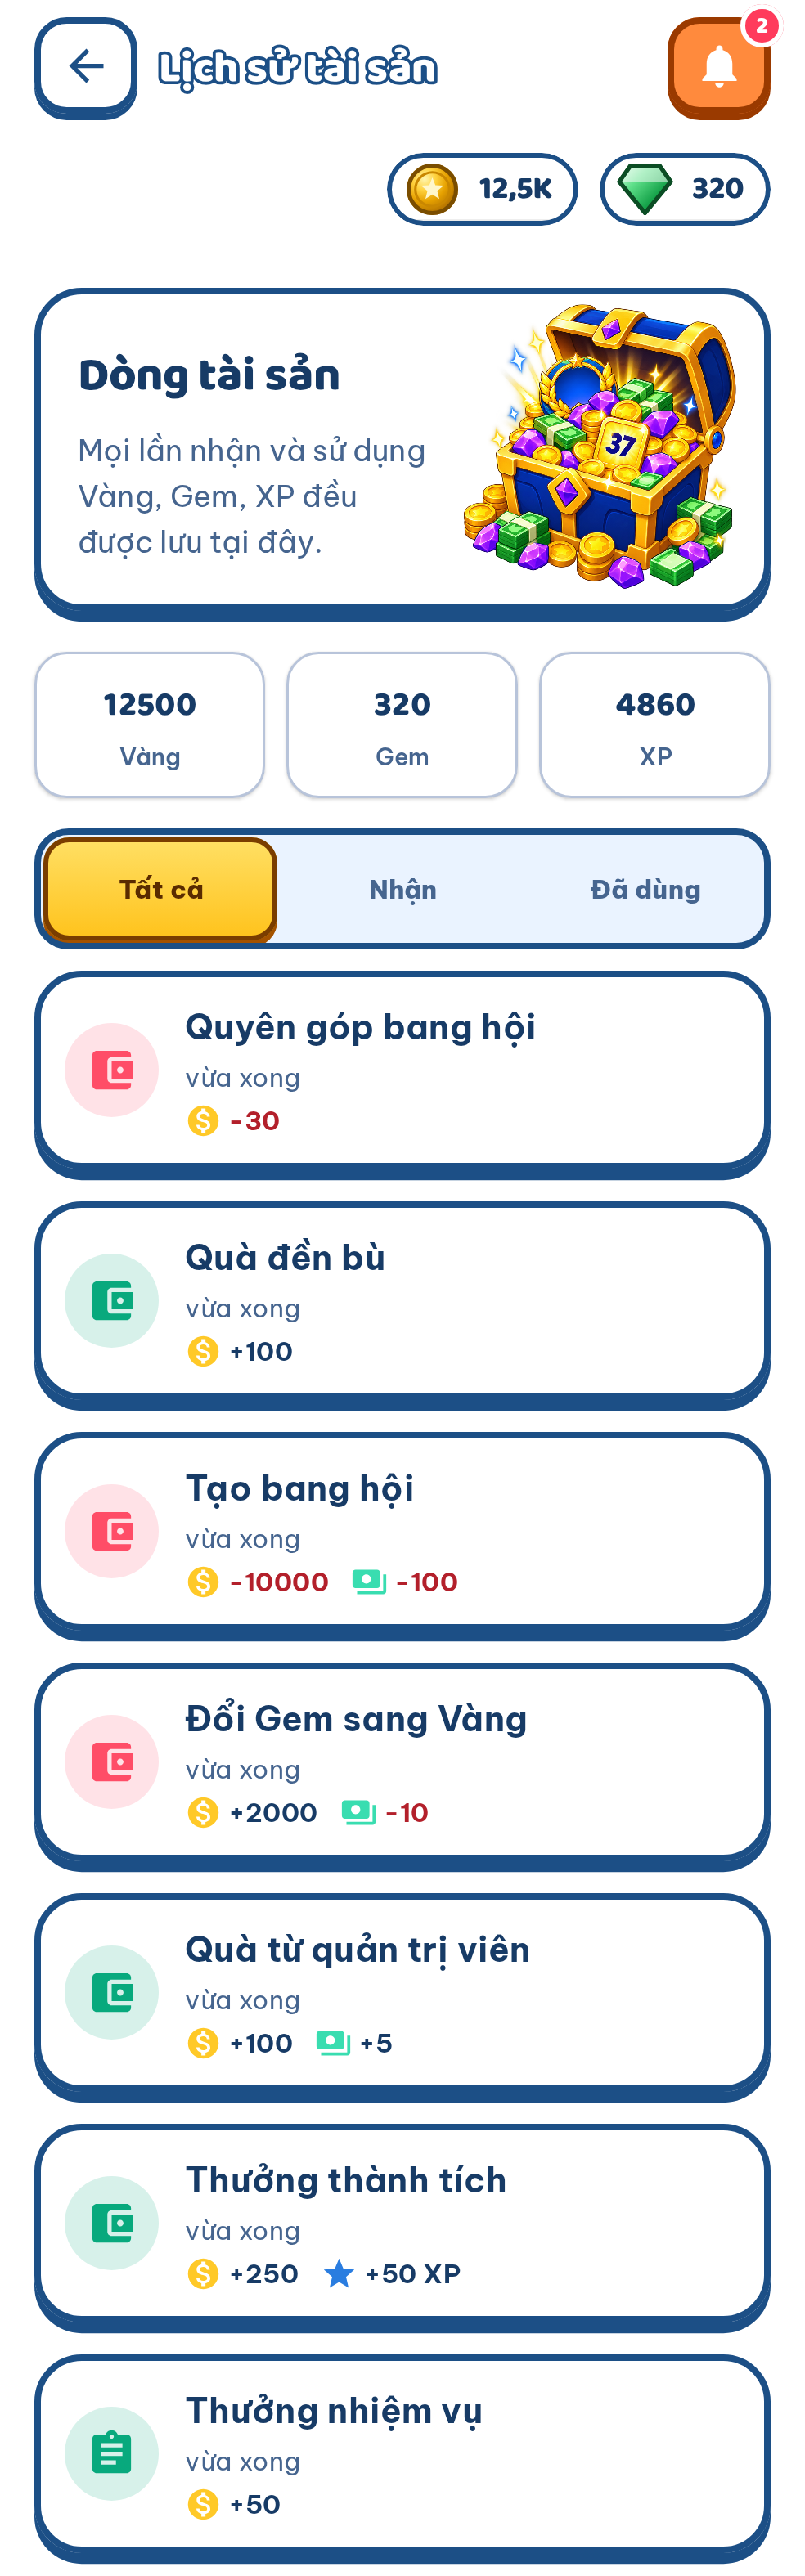 Lịch sử tài sản
2
12,5K
320
Dòng tài sản
Mọi lần nhận và sử dụng
Vàng, Gem, XP đều
được lưu tại đây.
37
12500
Vàng
320
Gem
4860
XP
Tất cả
Nhận
Đã dùng
Quyên góp bang hội
vừa xong
-30
Quà đền bù
vừa xong
+100
Tạo bang hội
vừa xong
-10000 -100
Đổi Gem sang Vàng
vừa xong
+2000 -10
Quà từ quản trị viên
vừa xong
+100 +5
Thưởng thành tích
vừa xong
+250 +50 XP
Thưởng nhiệm vụ
vừa xong
+50